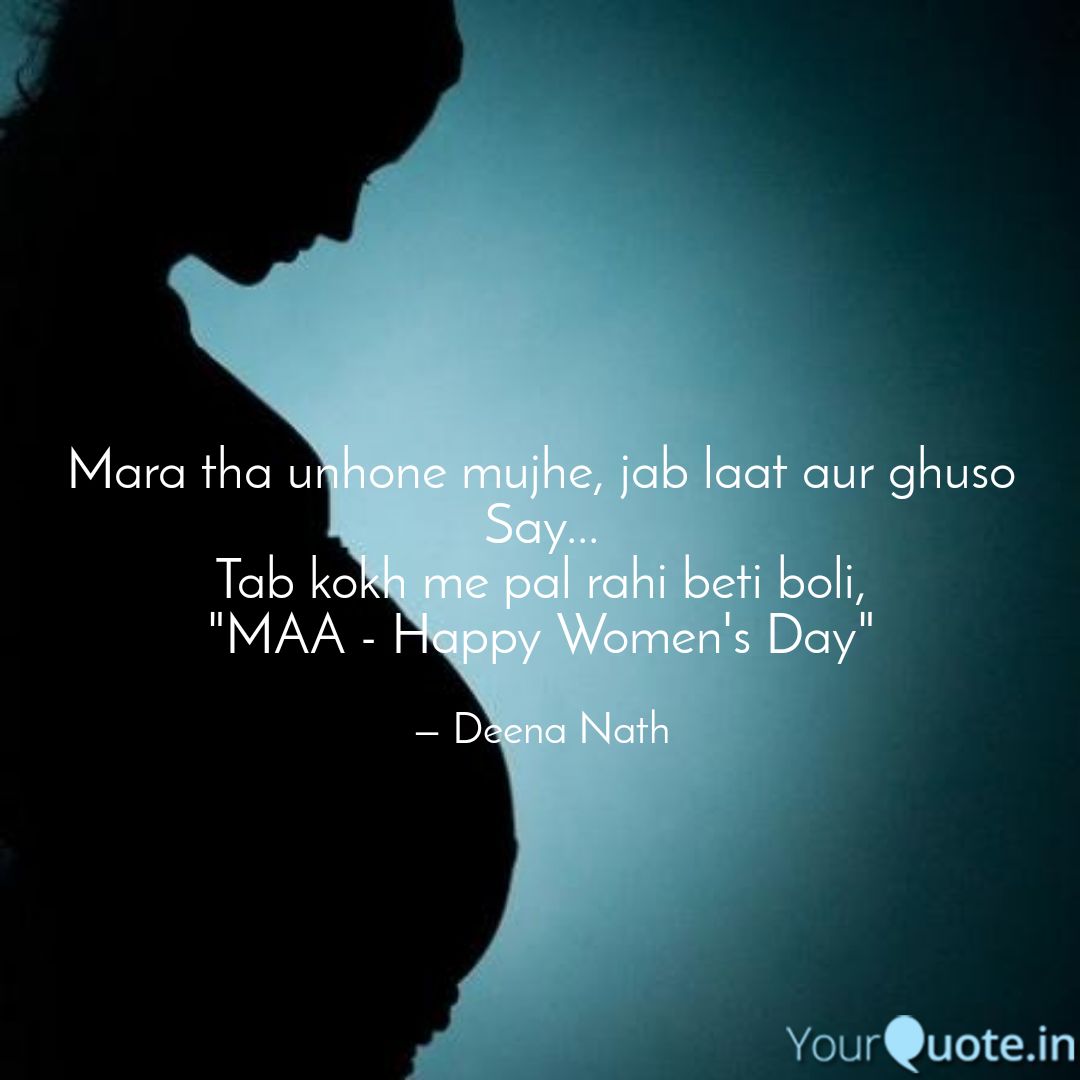 Mara tha unhone mujhe, jab laat aur ghuso
Say...
Tab kokh me pal rahi beti boli,
"MAA - Happy Women's Day"
– Deena Nath
YourQuote.in